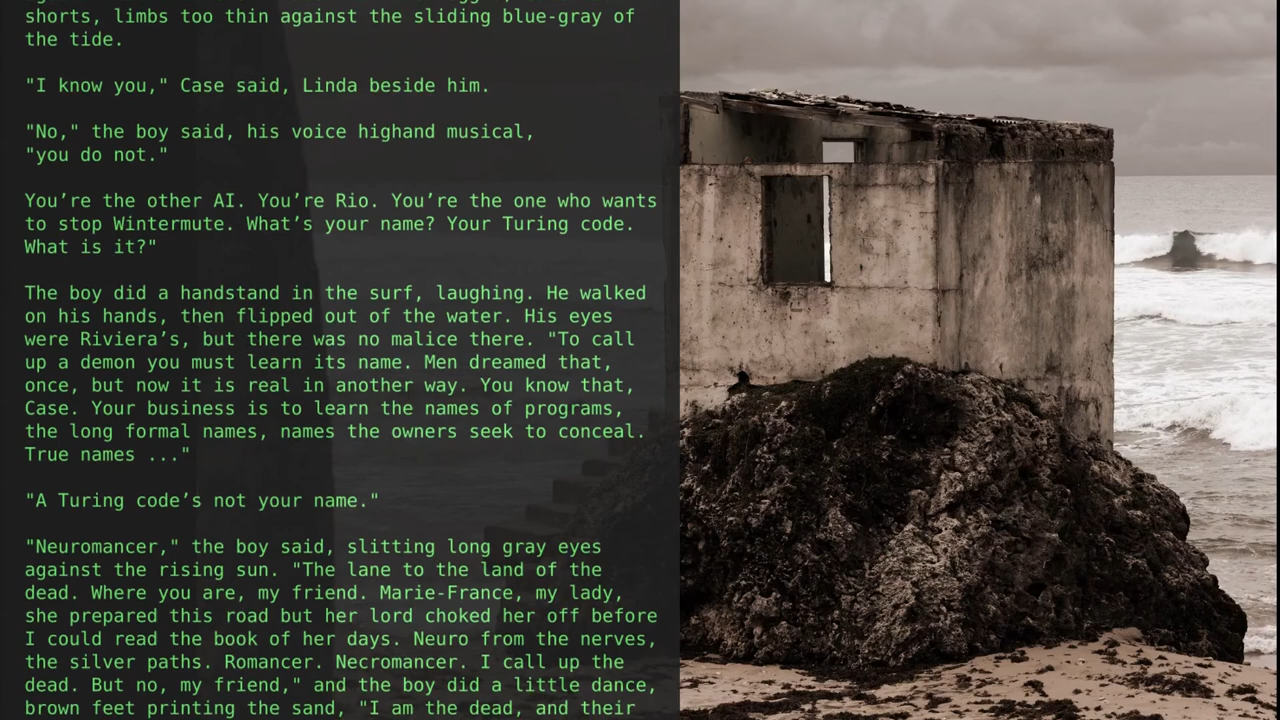 shorts, limbs too thin against the sliding blue-gray of
the tide.
"I know you," Case said, Linda beside him.
"No," the boy said, his voice highand musical,
"you do not."
You’re the other AI. You’re Rio. You’re the one who wants
to stop Wintermute. What’s your name? Your Turing code.
What is it?"
The boy did a handstand in the surf, laughing. He walked
on his hands, then flipped out of the water. His eyes
were Riviera’s, but there was no malice there. "To call
up a demon you must learn its name. Men dreamed that,
once, but now it is real in another way. You know that,
Case. Your business is to learn the names of programs,
the long formal names, names the owners seek to conceal.
True names ..."
"A Turing code’s not your name."
"Neuromancer," the boy said, slitting long gray eyes
against the rising sun. "The lane to the land of the
dead. Where you are, my friend. Marie-France, my lady,
she prepared this road but her lord choked her off before
I could read the book of her days. Neuro from the nerves,
the silver paths. Romancer. Necromancer. I call up the
dead. But no, my friend," and the boy did a little dance,
brown feet printing the sand, "I am the dead, and their